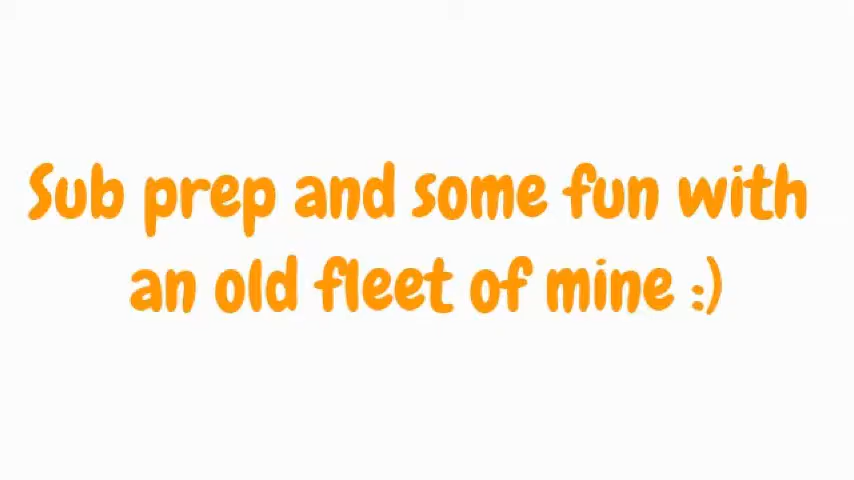 Sub prep and some fun with
an old fleet of mine :)